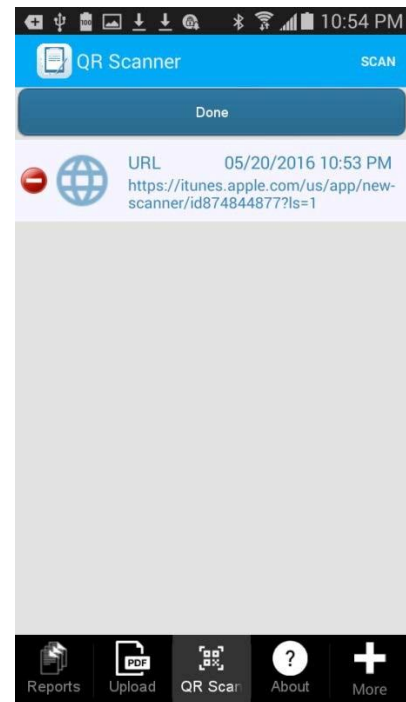 10:54 PM
QR Scanner
SCAN
Done
URL 05/20/2016 10:53 PM
https://itunes.apple.com/us/app/new-
scanner/id874844877?ls=1
PDF
Reports Upload QR Scan About More